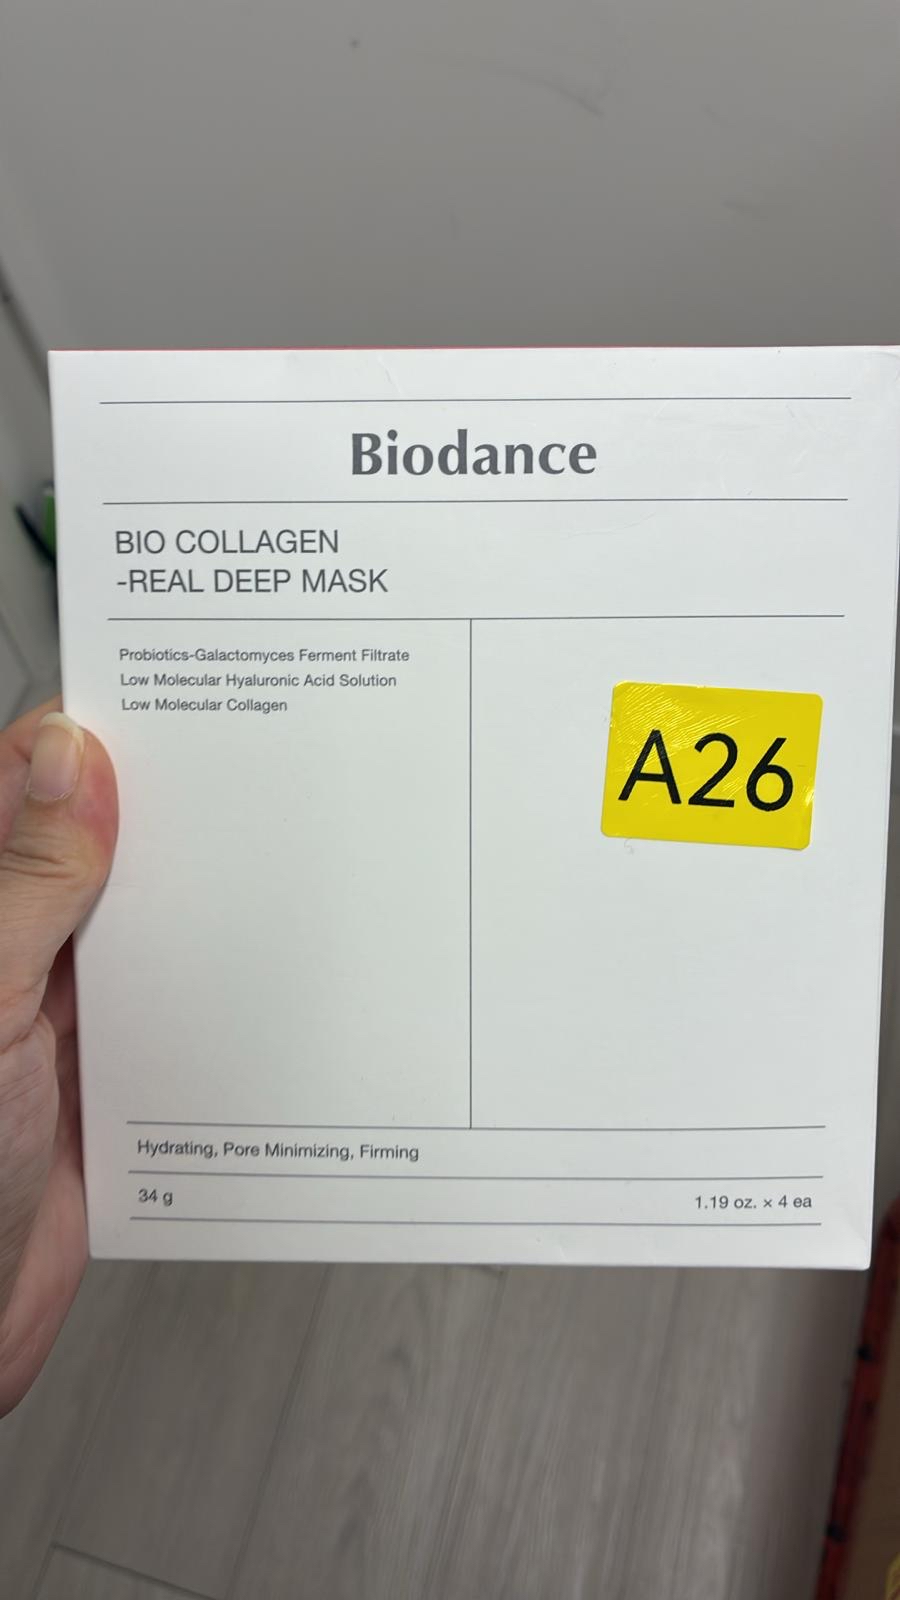 Biodance
BIO COLLAGEN
-REAL DEEP MASK
Probiotics-Galactomyces Ferment Filtrate
Low Molecular Hyaluronic Acid Solution
Low Molecular Collagen
A26
Hydrating, Pore Minimizing, Firming
34 g
1.19 oz. × 4 ea